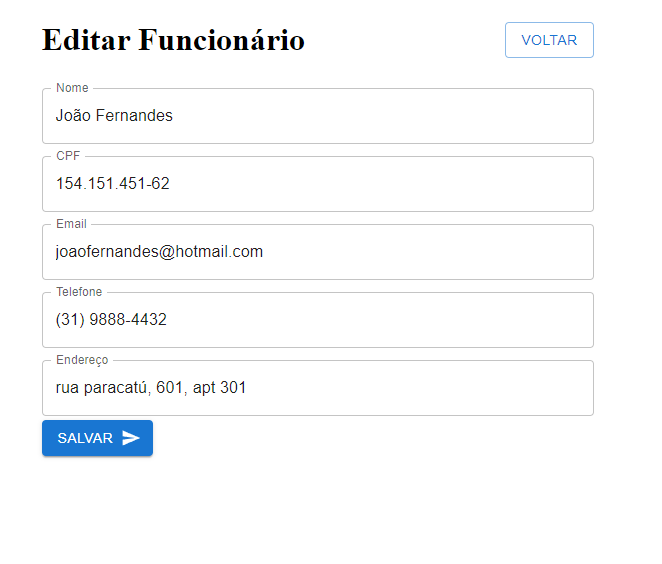 Editar Funcionário
VOLTAR
Nome
João Fernandes
CPF
154.151.451-62
Email
joaofernandes@hotmail.com
Telefone
(31) 9888-4432
Endereço
rua paracatú, 601, apt 301
SALVAR